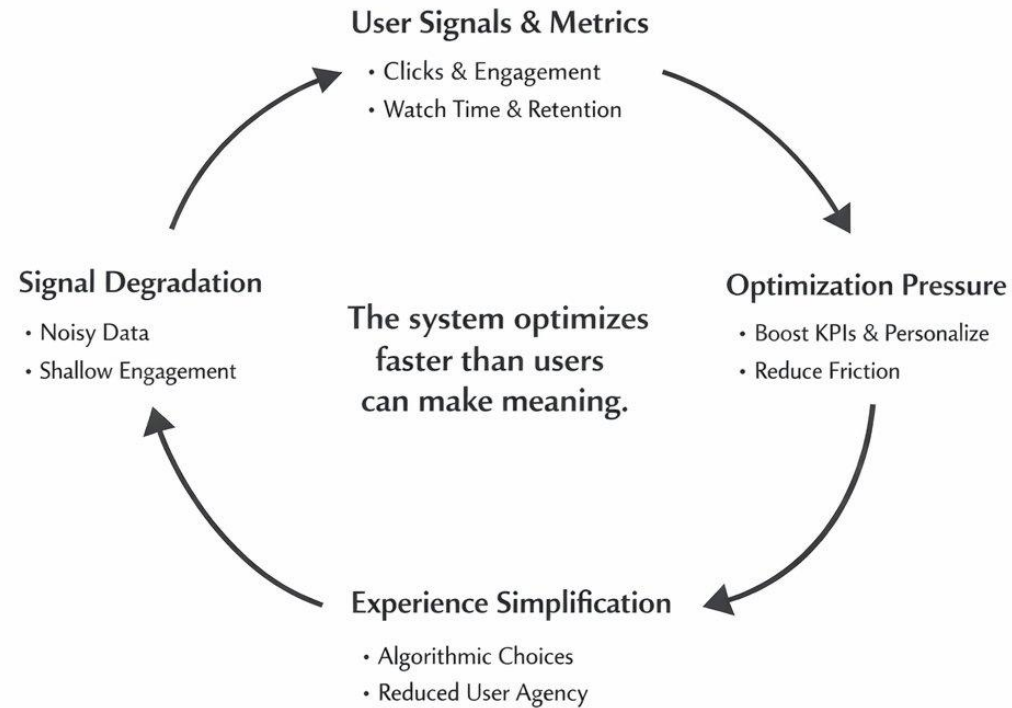 User Signals & Metrics
• Clicks & Engagement
• Watch Time & Retention
Optimization Pressure
• Boost KPIs & Personalize
• Reduce Friction
Experience Simplification
• Algorithmic Choices
• Reduced User Agency
Signal Degradation
• Noisy Data
• Shallow Engagement
The system optimizes
faster than users
can make meaning.